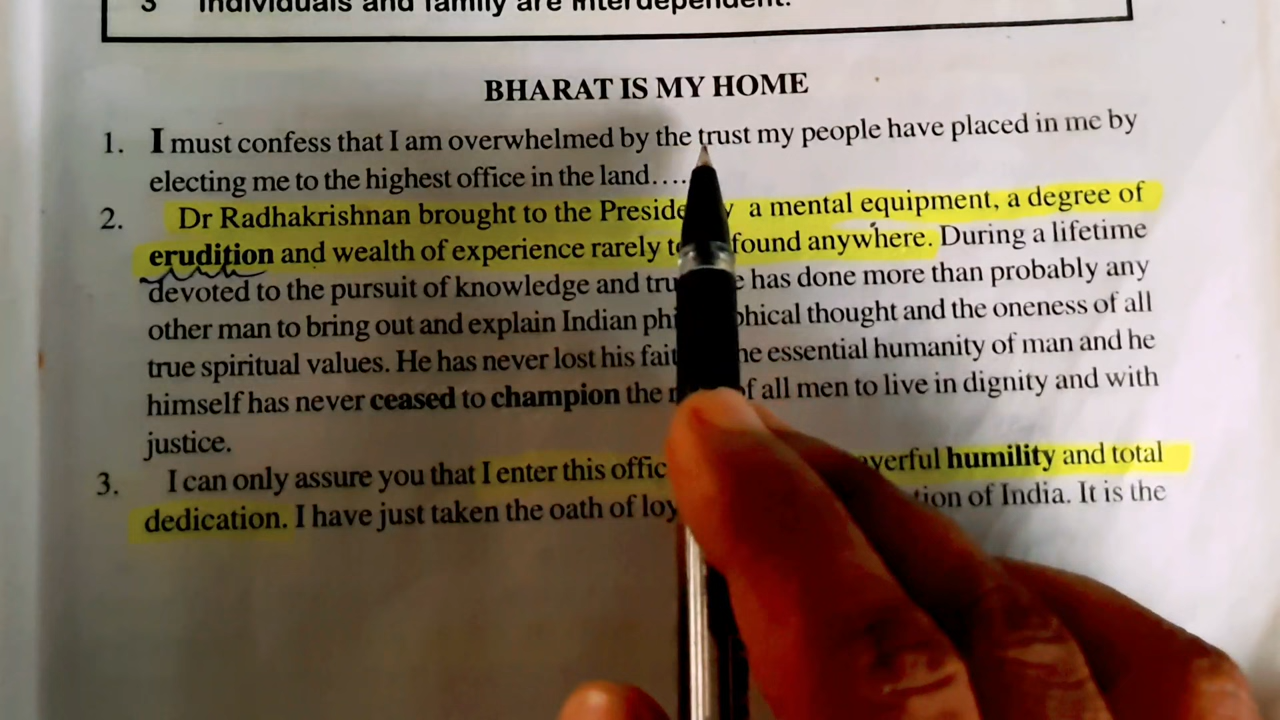 3 Individuals and family are interdependent.
BHARAT IS MY HOME
1. I must confess that I am overwhelmed by the trust my people have placed in me by
electing me to the highest office in the land....
2. Dr Radhakrishnan brought to the a mental equipment, a degree of
erudition and wealth of experience rarely found anywhere. During a lifetime
devoted to the pursuit of knowledge and has done more than probably any
other man to bring out and explain Indian thought and the oneness of all
true spiritual values. He has never lost his essential humanity of man and he
himself has never ceased to champion the of all men to live in dignity and with
justice.
3. I can only assure you that I enter this humility and total
dedication. I have just taken the oath of of India. It is the